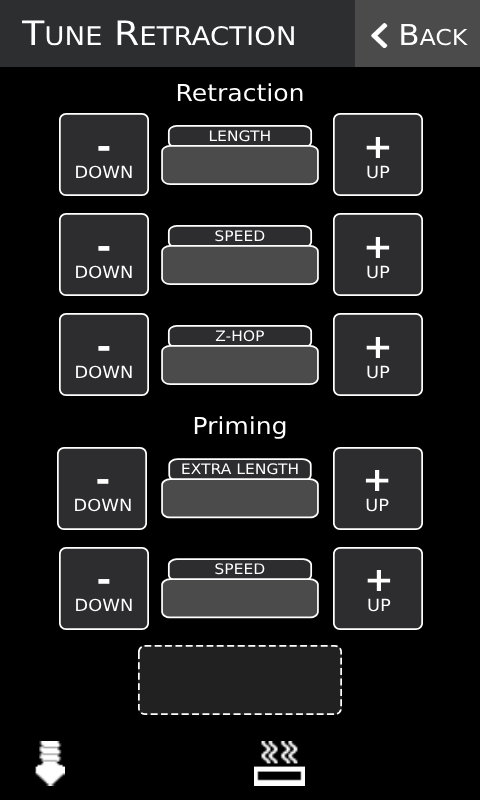 TUNE RETRACTION
BACK
Retraction
LENGTH
- +
DOWN UP
SPEED
- +
DOWN UP
Z-HOP
- +
DOWN UP
Priming
EXTRA LENGTH
- +
DOWN UP
SPEED
- +
DOWN UP